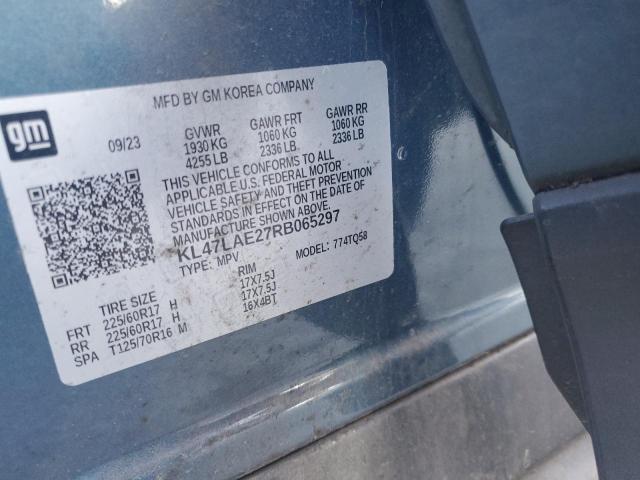 MFD BY GM KOREA COMPANY
gm
09/23
GVWR
1930 KG
4255 LB
GAWR FRT
1060 KG
2336 LB
GAWR RR
1060 KG
2336 LB
THIS VEHICLE CONFORMS TO ALL
APPLICABLE U.S. FEDERAL MOTOR
VEHICLE SAFETY AND THEFT PREVENTION
STANDARDS IN EFFECT ON THE DATE OF
MANUFACTURE SHOWN ABOVE.
KL47LAE27RB065297
TYPE: MPV
MODEL: 774TQ58
TIRE SIZE
RIM
FRT 225/60R17 H 17X7.5J
RR 225/60R17 H 17X7.5J
SPA T125/70R16 M 16X4BT